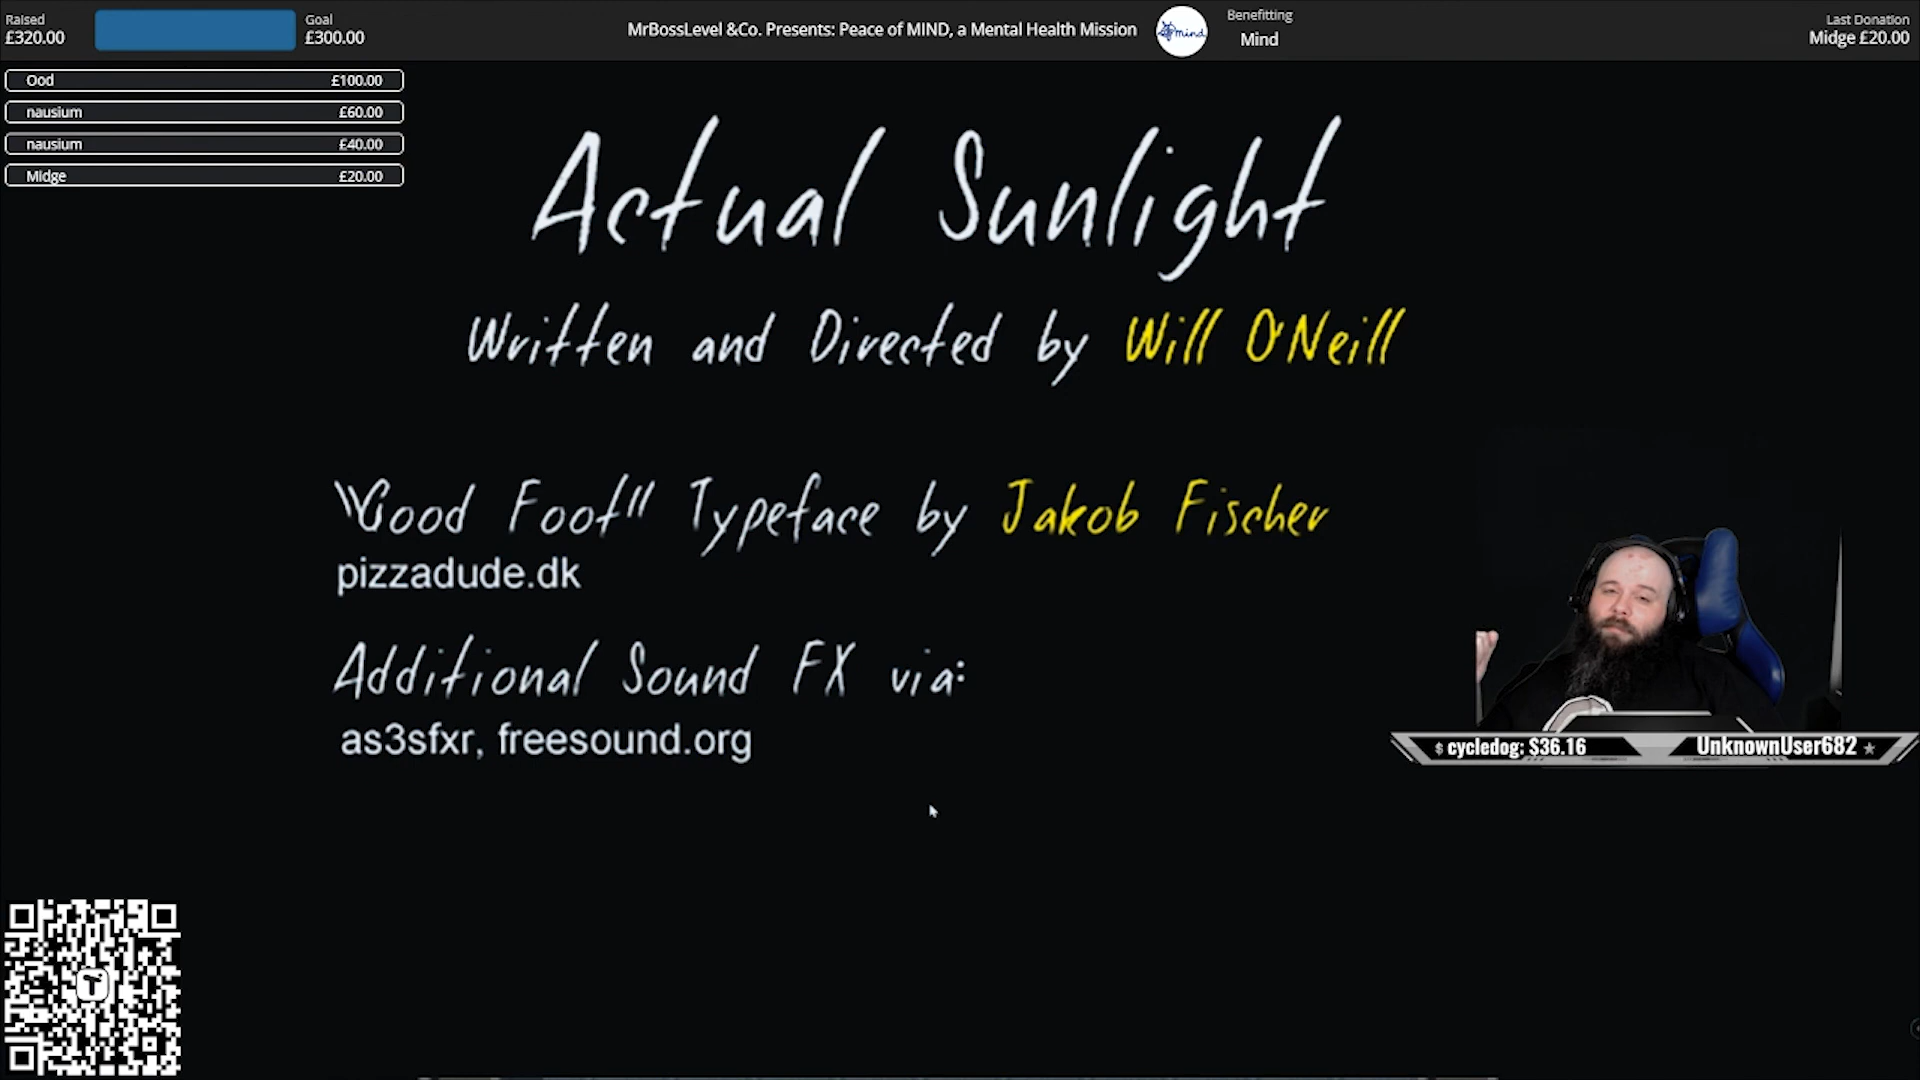 Raised
£320.00
Goal
£300.00
MrBossLevel &Co. Presents: Peace of MIND, a Mental Health Mission
mind
Benefitting
Mind
Last Donation
Midge £20.00
Ood £100.00
nausium £60.00
nausium £40.00
Midge £20.00
Actual Sunlight
Written and Directed by Will O'Neill
"Good Foot" Typeface by Jakob Fischer
pizzadude.dk
Additional Sound FX via:
as3sfxr, freesound.org
$ cycledog: $36.16
UnknownUser682